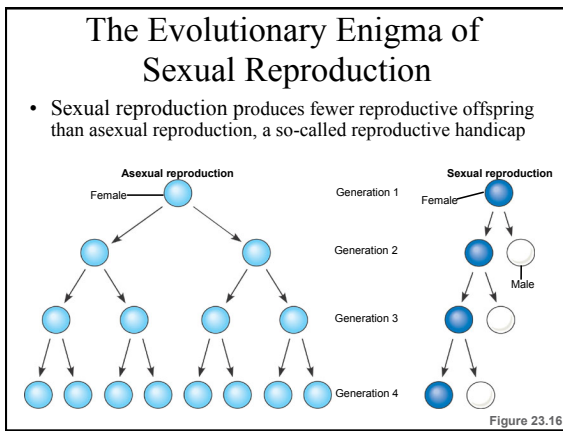 The Evolutionary Enigma of
Sexual Reproduction
• Sexual reproduction produces fewer reproductive offspring
than asexual reproduction, a so-called reproductive handicap
Asexual reproduction
Sexual reproduction
Female
Generation 1
Female
Generation 2
Male
Generation 3
Generation 4
Figure 23.16